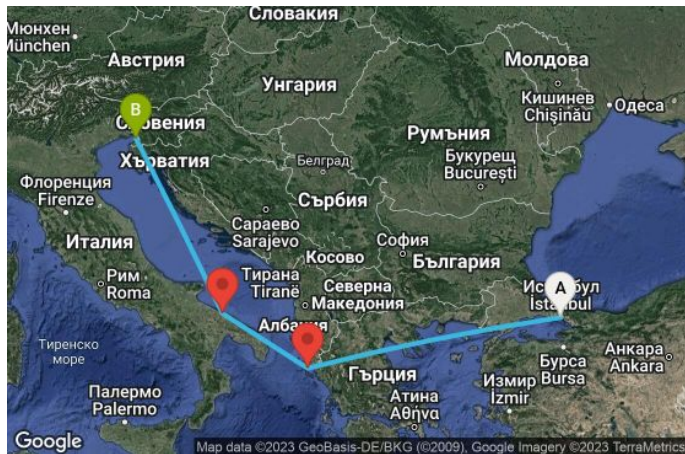 Словакия
Мюнхен
München
Австрия
Молдова
Унгария
Кишинев
Chișinău
Одеса
B
Словения
Хърватия
Румъния
Букурещ
București
Белград
Флоренция
Firenze
Сърбия
Сараево
Sarajevo
Италия
София
Косово
България
Рим
Roma
Тирана
Tiranë
Северна
Македония
A
Истанбул
İstanbul
Албания
Тиренско
море
Бурса
Bursa
Анкара
Ankara
Гърция
Измир
İzmir
Атина
Αθήνα
Палермо
Palermo
Google
Map data ©2023 GeoBasis-DE/BKG (©2009), Google Imagery ©2023 TerraMetrics